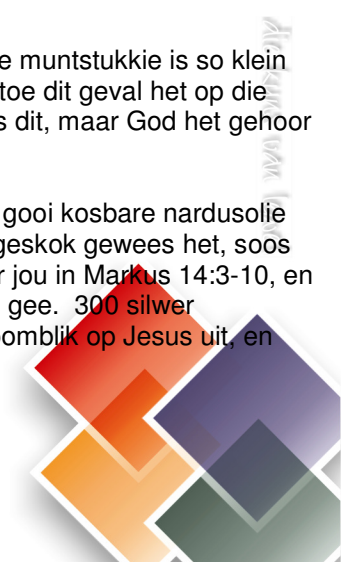 e muntstukkie is so klein
toe dit geval het op die
s dit, maar God het gehoor
gooi kosbare nardusolie
geskok gewees het, soos
r jou in Markus 14:3-10, en
gee. 300 silwer
oomblik op Jesus uit, en